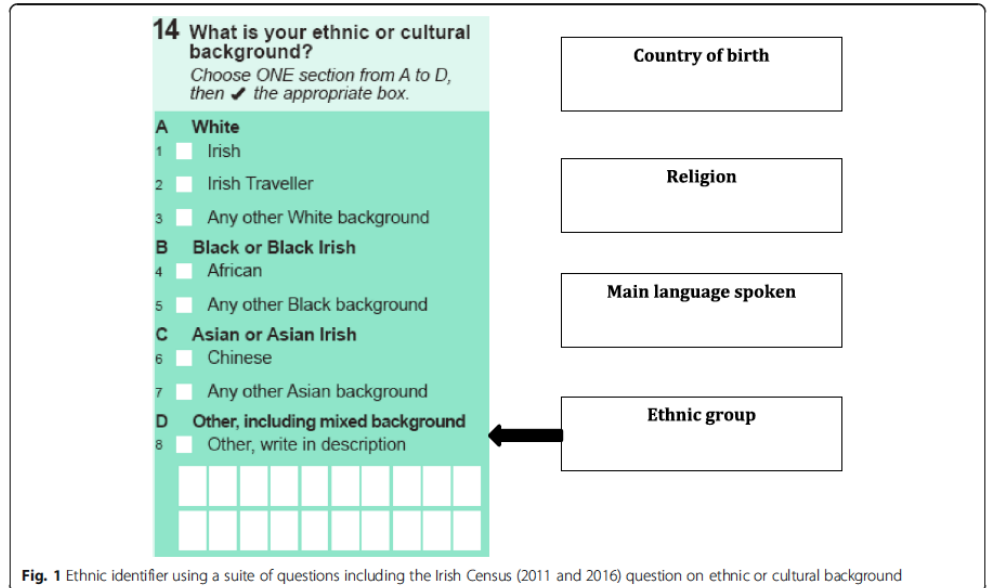 14 What is your ethnic or cultural
background?
Choose ONE section from A to D,
then ✔ the appropriate box.
A White
1 Irish
2 Irish Traveller
3 Any other White background
B Black or Black Irish
4 African
5 Any other Black background
C Asian or Asian Irish
6 Chinese
7 Any other Asian background
D Other, including mixed background
8 Other, write in description
Country of birth
Religion
Main language spoken
Ethnic group
Fig. 1 Ethnic identifier using a suite of questions including the Irish Census (2011 and 2016) question on ethnic or cultural background